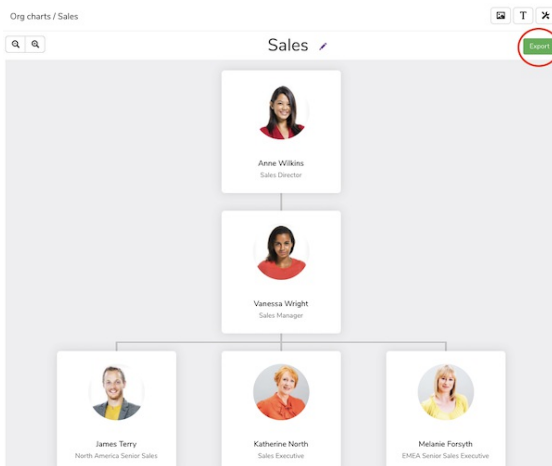 Org charts / Sales
T
Sales
Export
Anne Wilkins
Sales Director
Vanessa Wright
Sales Manager
James Terry
North America Senior Sales
Katherine North
Sales Executive
Melanie Forsyth
EMEA Senior Sales Executive